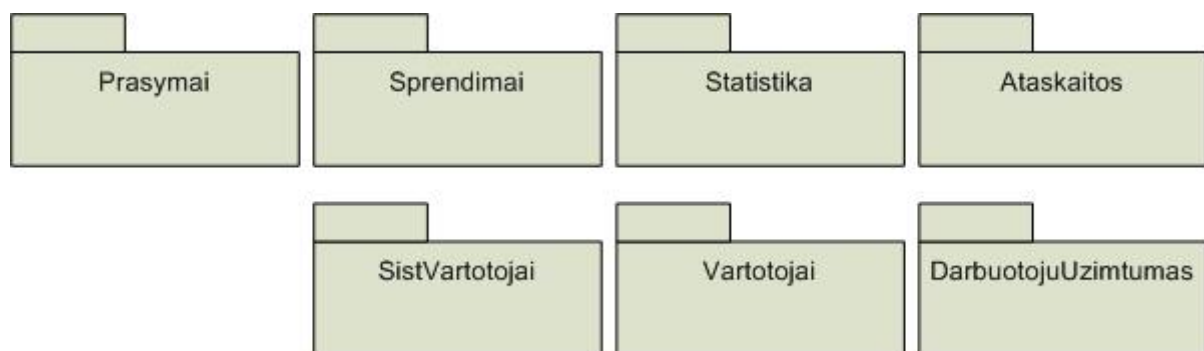 Prasymai
Sprendimai
Statistika
Ataskaitos
SistVartotojai
Vartotojai
DarbuotojuUzimtumas